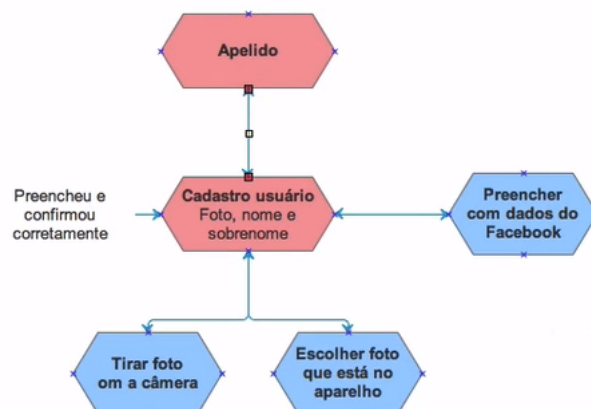 Apelido
Preencheu e
confirmou
corretamente
Cadastro usuário
Foto, nome e
sobrenome
Preencher
com dados do
Facebook
Tirar foto
om a câmera
Escolher foto
que está no
aparelho